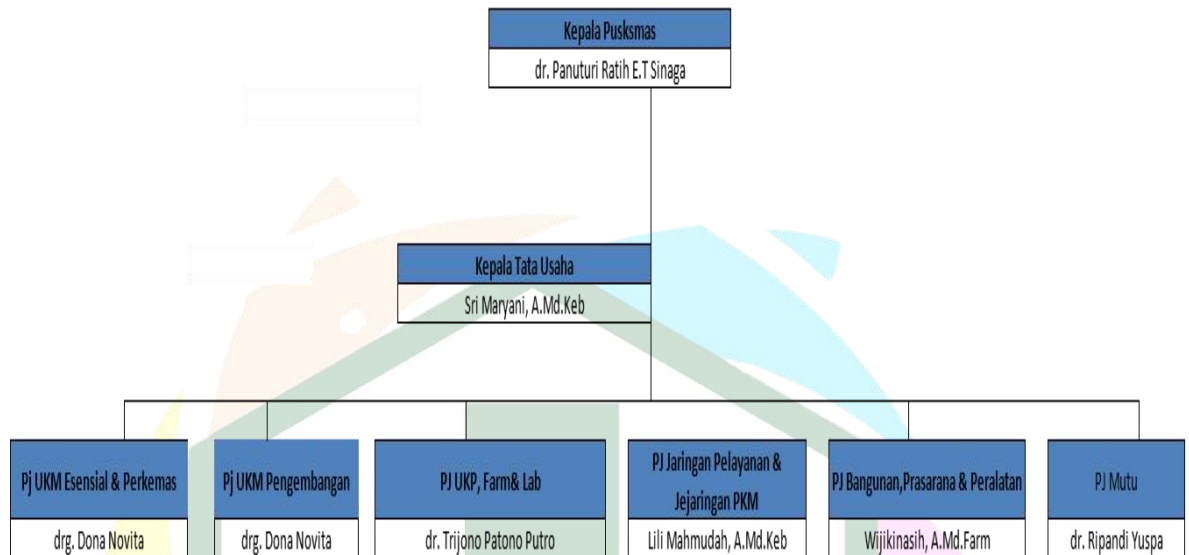 Kepala Pusksmas
dr. Panuturi Ratih E.T Sinaga
Kepala Tata Usaha
Sri Maryani, A.Md.Keb
Pj UKM Esensial & Perkemas
drg. Dona Novita
Pj UKM Pengembangan
drg. Dona Novita
PJ UKP, Farm& Lab
dr. Trijono Patono Putro
PJ Jaringan Pelayanan &
Jejaringan PKM
Lili Mahmudah, A.Md.Keb
PJ Bangunan,Prasarana & Peralatan
Wijikinasih, A.Md.Farm
PJ Mutu
dr. Ripandi Yuspa